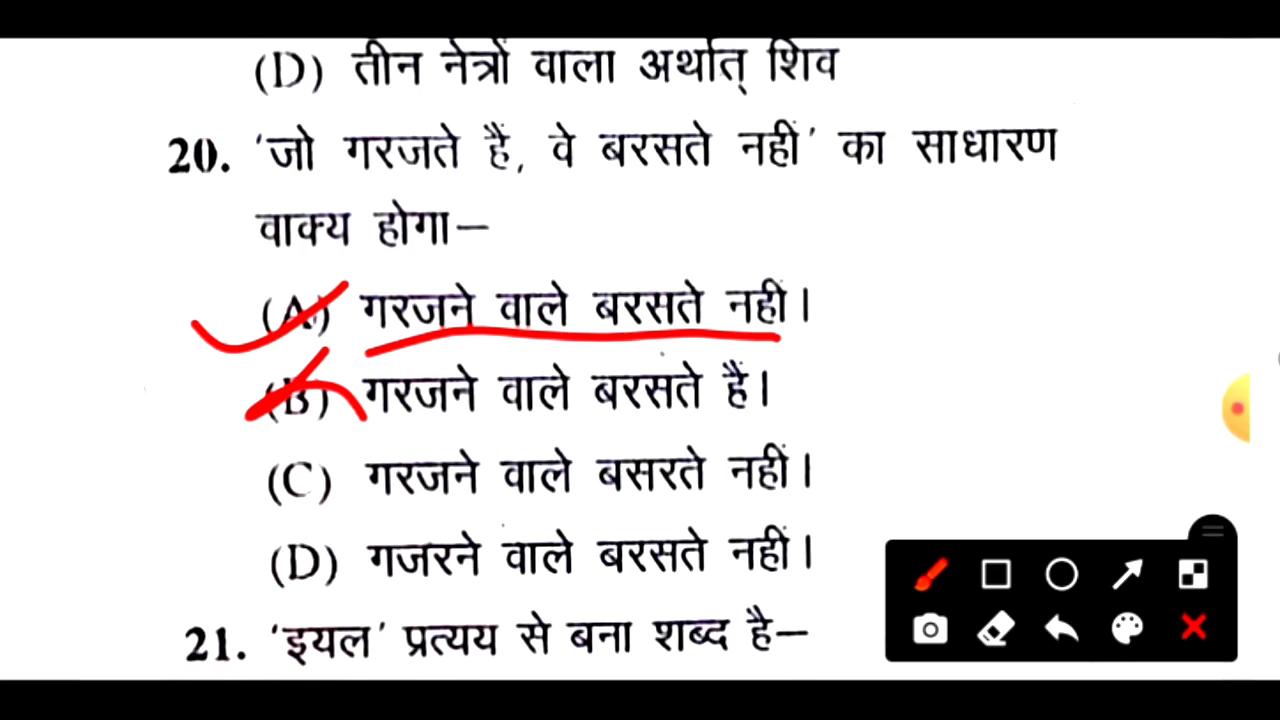 (D) तीन नेत्रों वाला अर्थात् शिव
20. 'जो गरजते हैं, वे बरसते नहीं' का साधारण
वाक्य होगा–
(A) गरजने वाले बरसते नहीं।
(B) गरजने वाले बरसते है।
(C) गरजने वाले बसरते नहीं।
(D) गजरने वाले बरसते नहीं।
21. 'इयल' प्रत्यय से बना शब्द है–